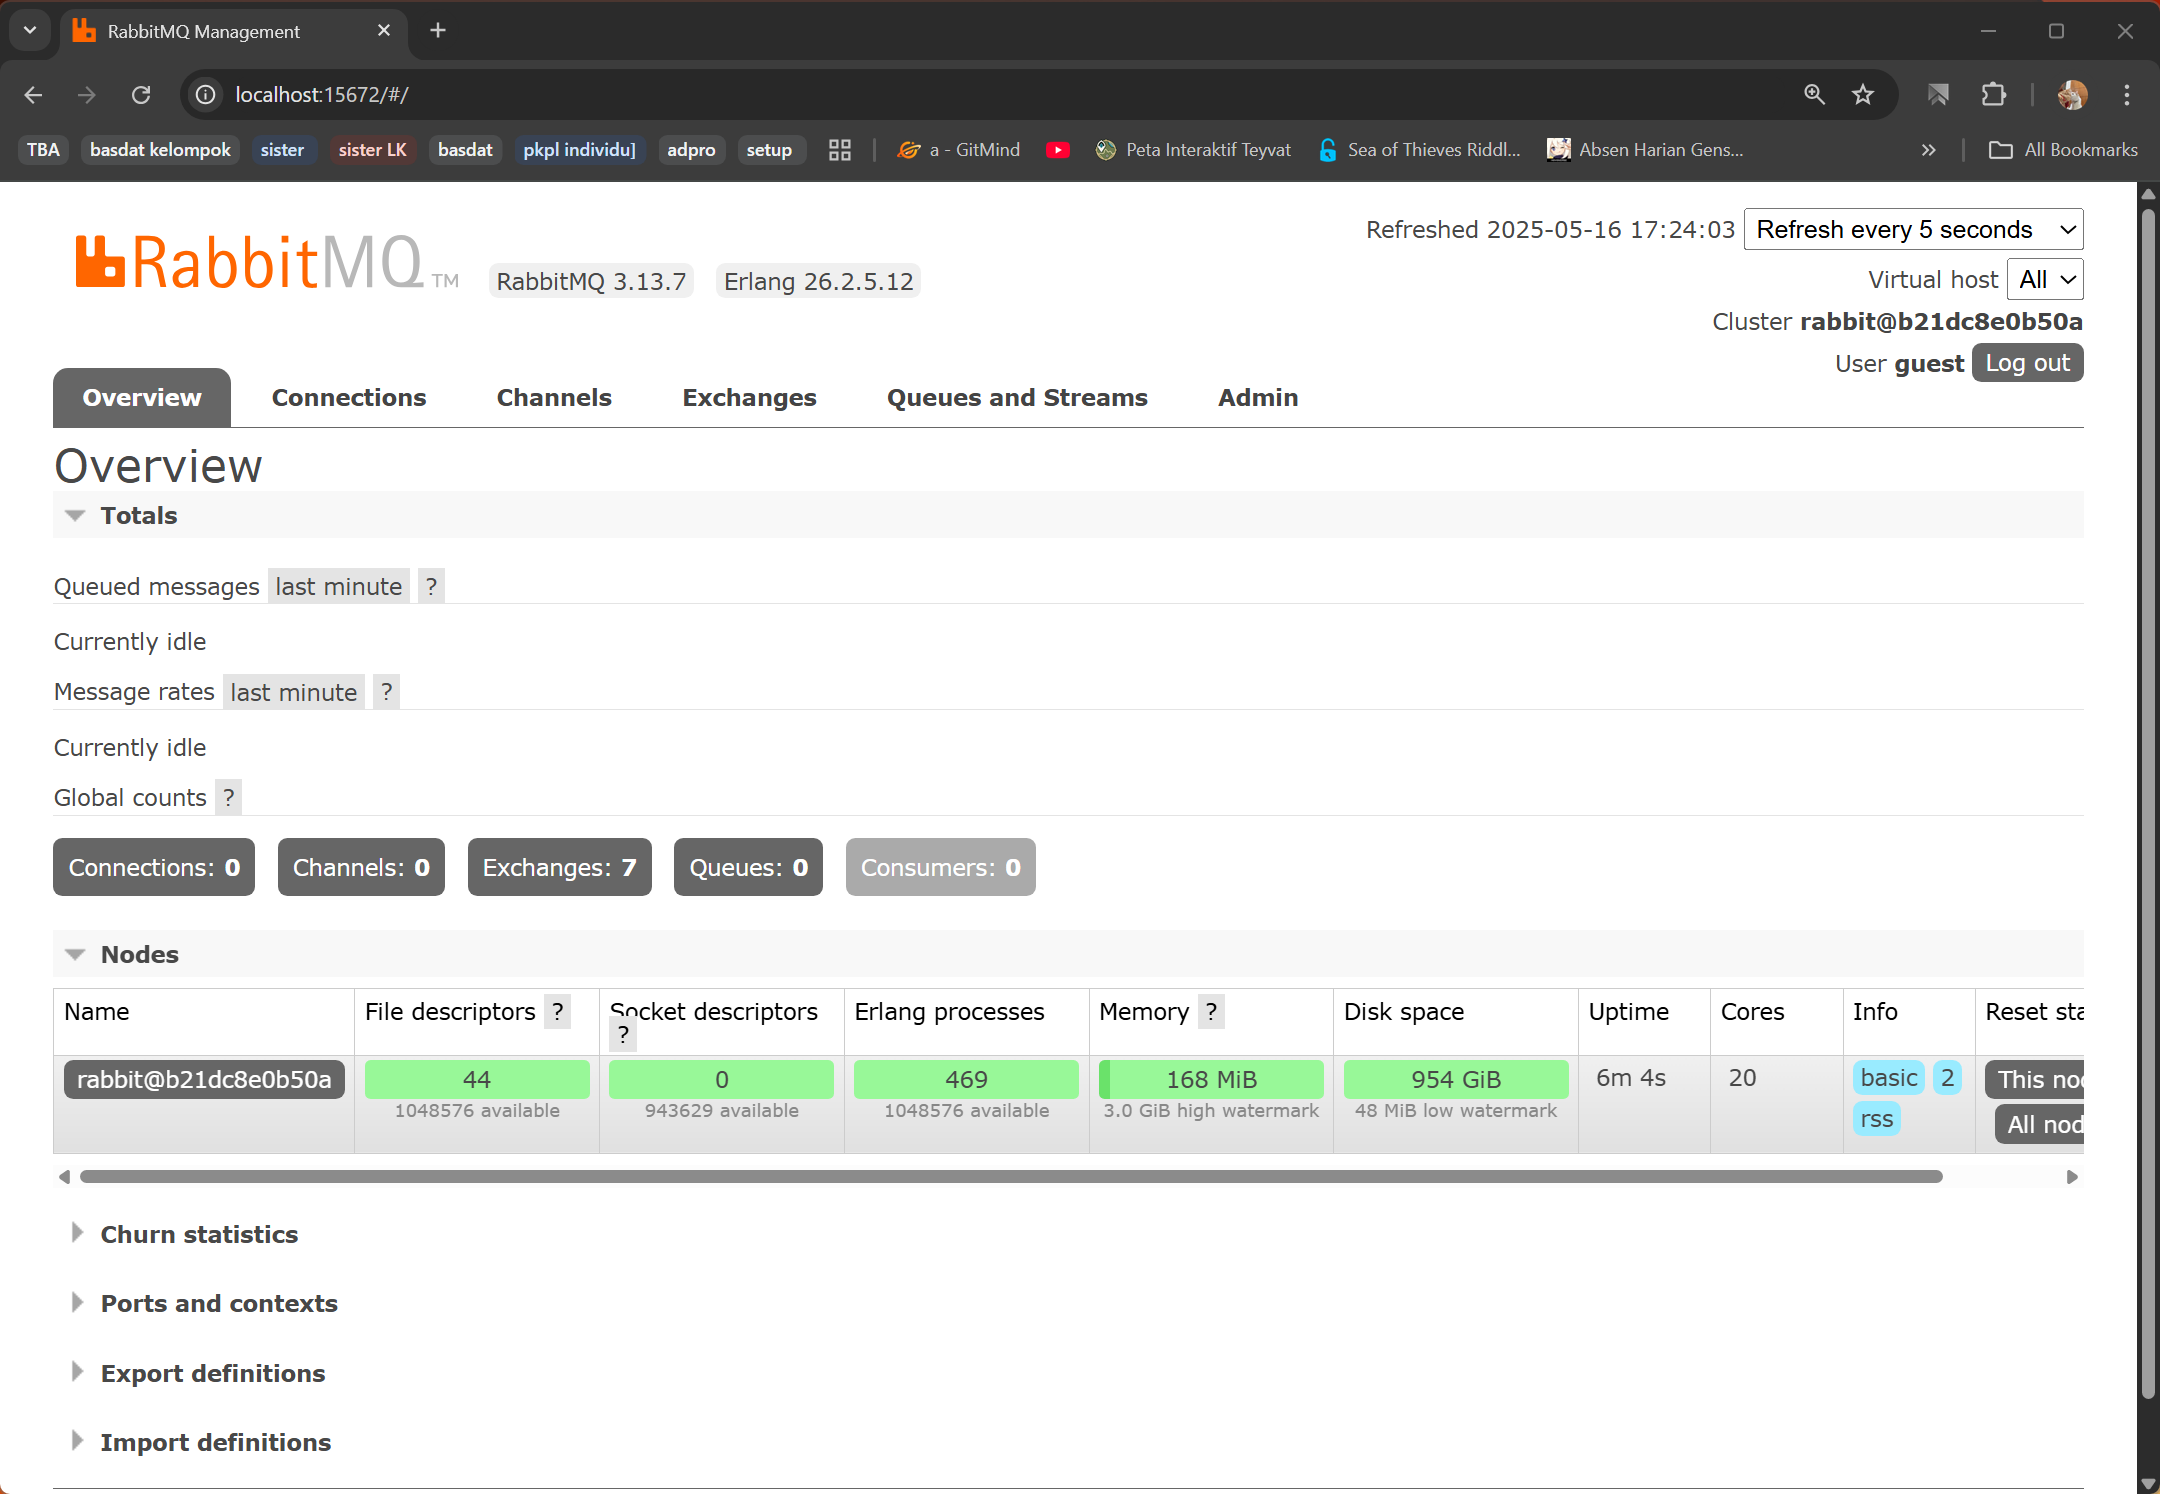 RabbitMQ Management
localhost:15672/#/
TBA basdat kelompok sister sister LK basdat pkpl individu] adpro setup a - GitMind Peta Interaktif Teyvat Sea of Thieves Riddl... Absen Harian Gens... » All Bookmarks
Refreshed 2025-05-16 17:24:03 Refresh every 5 seconds
RabbitMQ TM RabbitMQ 3.13.7 Erlang 26.2.5.12
Virtual host All
Cluster rabbit@b21dc8e0b50a
User guest Log out
Overview Connections Channels Exchanges Queues and Streams Admin
Overview
Totals
Queued messages last minute ?
Currently idle
Message rates last minute ?
Currently idle
Global counts ?
Connections: 0 Channels: 0 Exchanges: 7 Queues: 0 Consumers: 0
Nodes
Name File descriptors ? Socket descriptors ? Erlang processes Memory ? Disk space Uptime Cores Info Reset sta
rabbit@b21dc8e0b50a 44 0 469 168 MiB 954 GiB 6m 4s 20 basic 2 This noc
1048576 available 943629 available 1048576 available 3.0 GiB high watermark 48 MiB low watermark rss All nod
Churn statistics
Ports and contexts
Export definitions
Import definitions